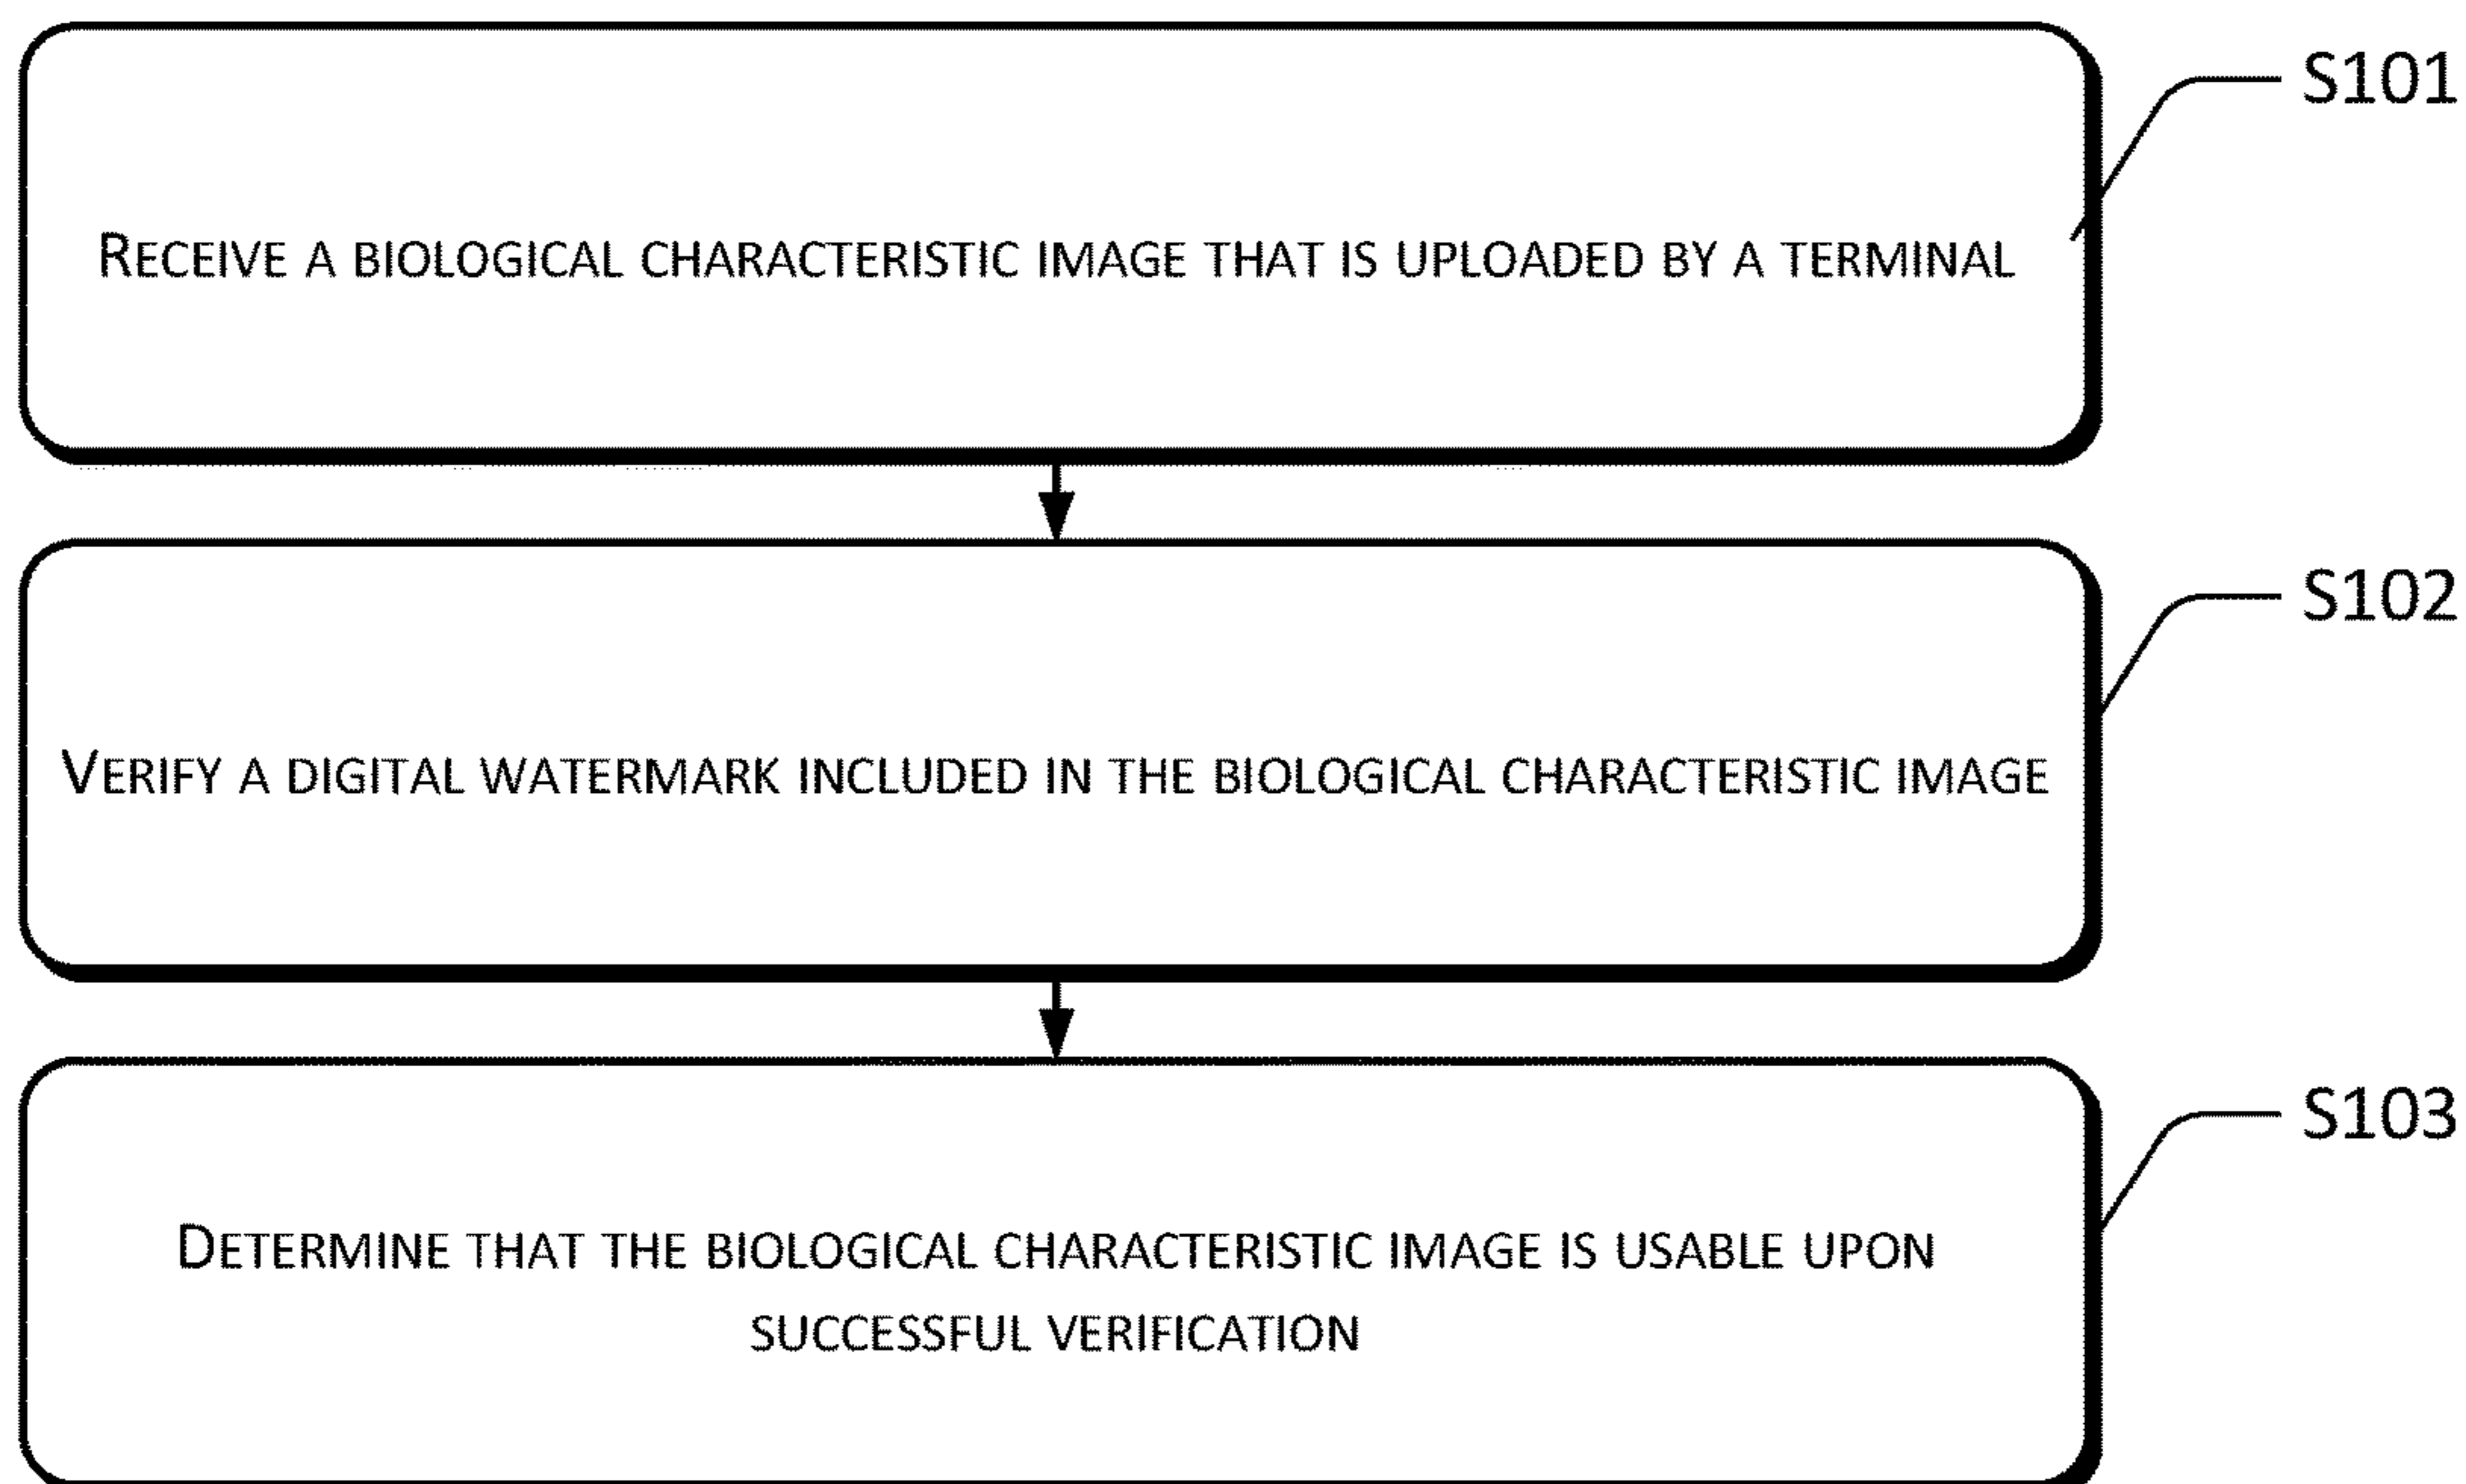 S101
RECEIVE A BIOLOGICAL CHARACTERISTIC IMAGE THAT IS UPLOADED BY A TERMINAL
S102
VERIFY A DIGITAL WATERMARK INCLUDED IN THE BIOLOGICAL CHARACTERISTIC IMAGE
S103
DETERMINE THAT THE BIOLOGICAL CHARACTERISTIC IMAGE IS USABLE UPON
SUCCESSFUL VERIFICATION